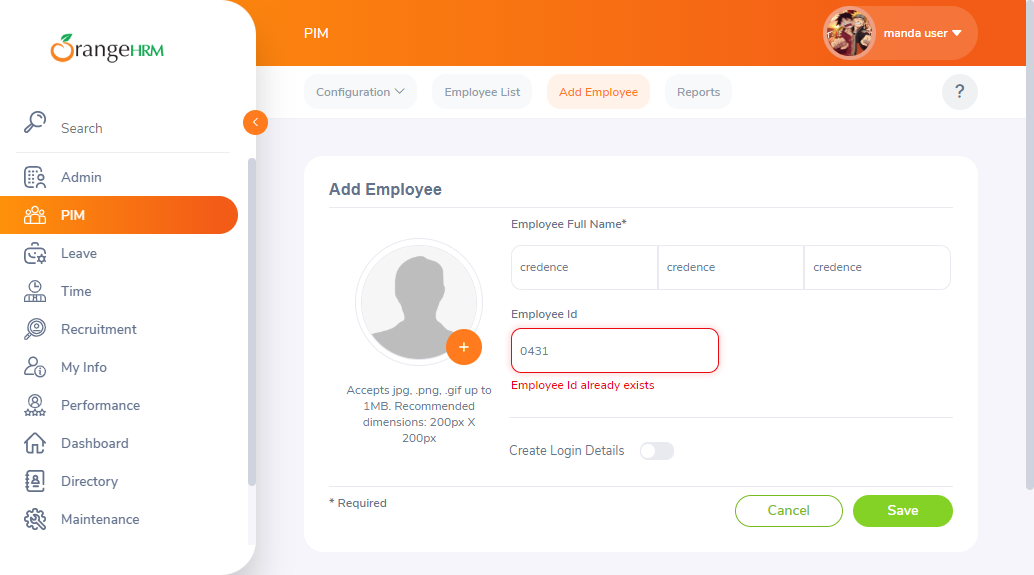 OrangeHRM
Search
Admin
PIM
Leave
Time
Recruitment
My Info
Performance
Dashboard
Directory
Maintenance
PIM
manda user
Configuration
Employee List
Add Employee
Reports
?
Add Employee
Accepts jpg, .png, .gif up to
1MB. Recommended
dimensions: 200px X
200px
Employee Full Name*
credence credence credence
Employee Id
0431
Employee Id already exists
Create Login Details
* Required
Cancel
Save